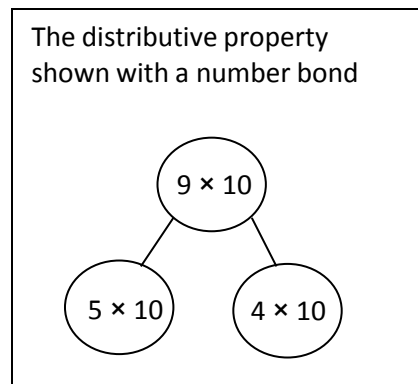 The distributive property
shown with a number bond
9 × 10
5 × 10
4 × 10